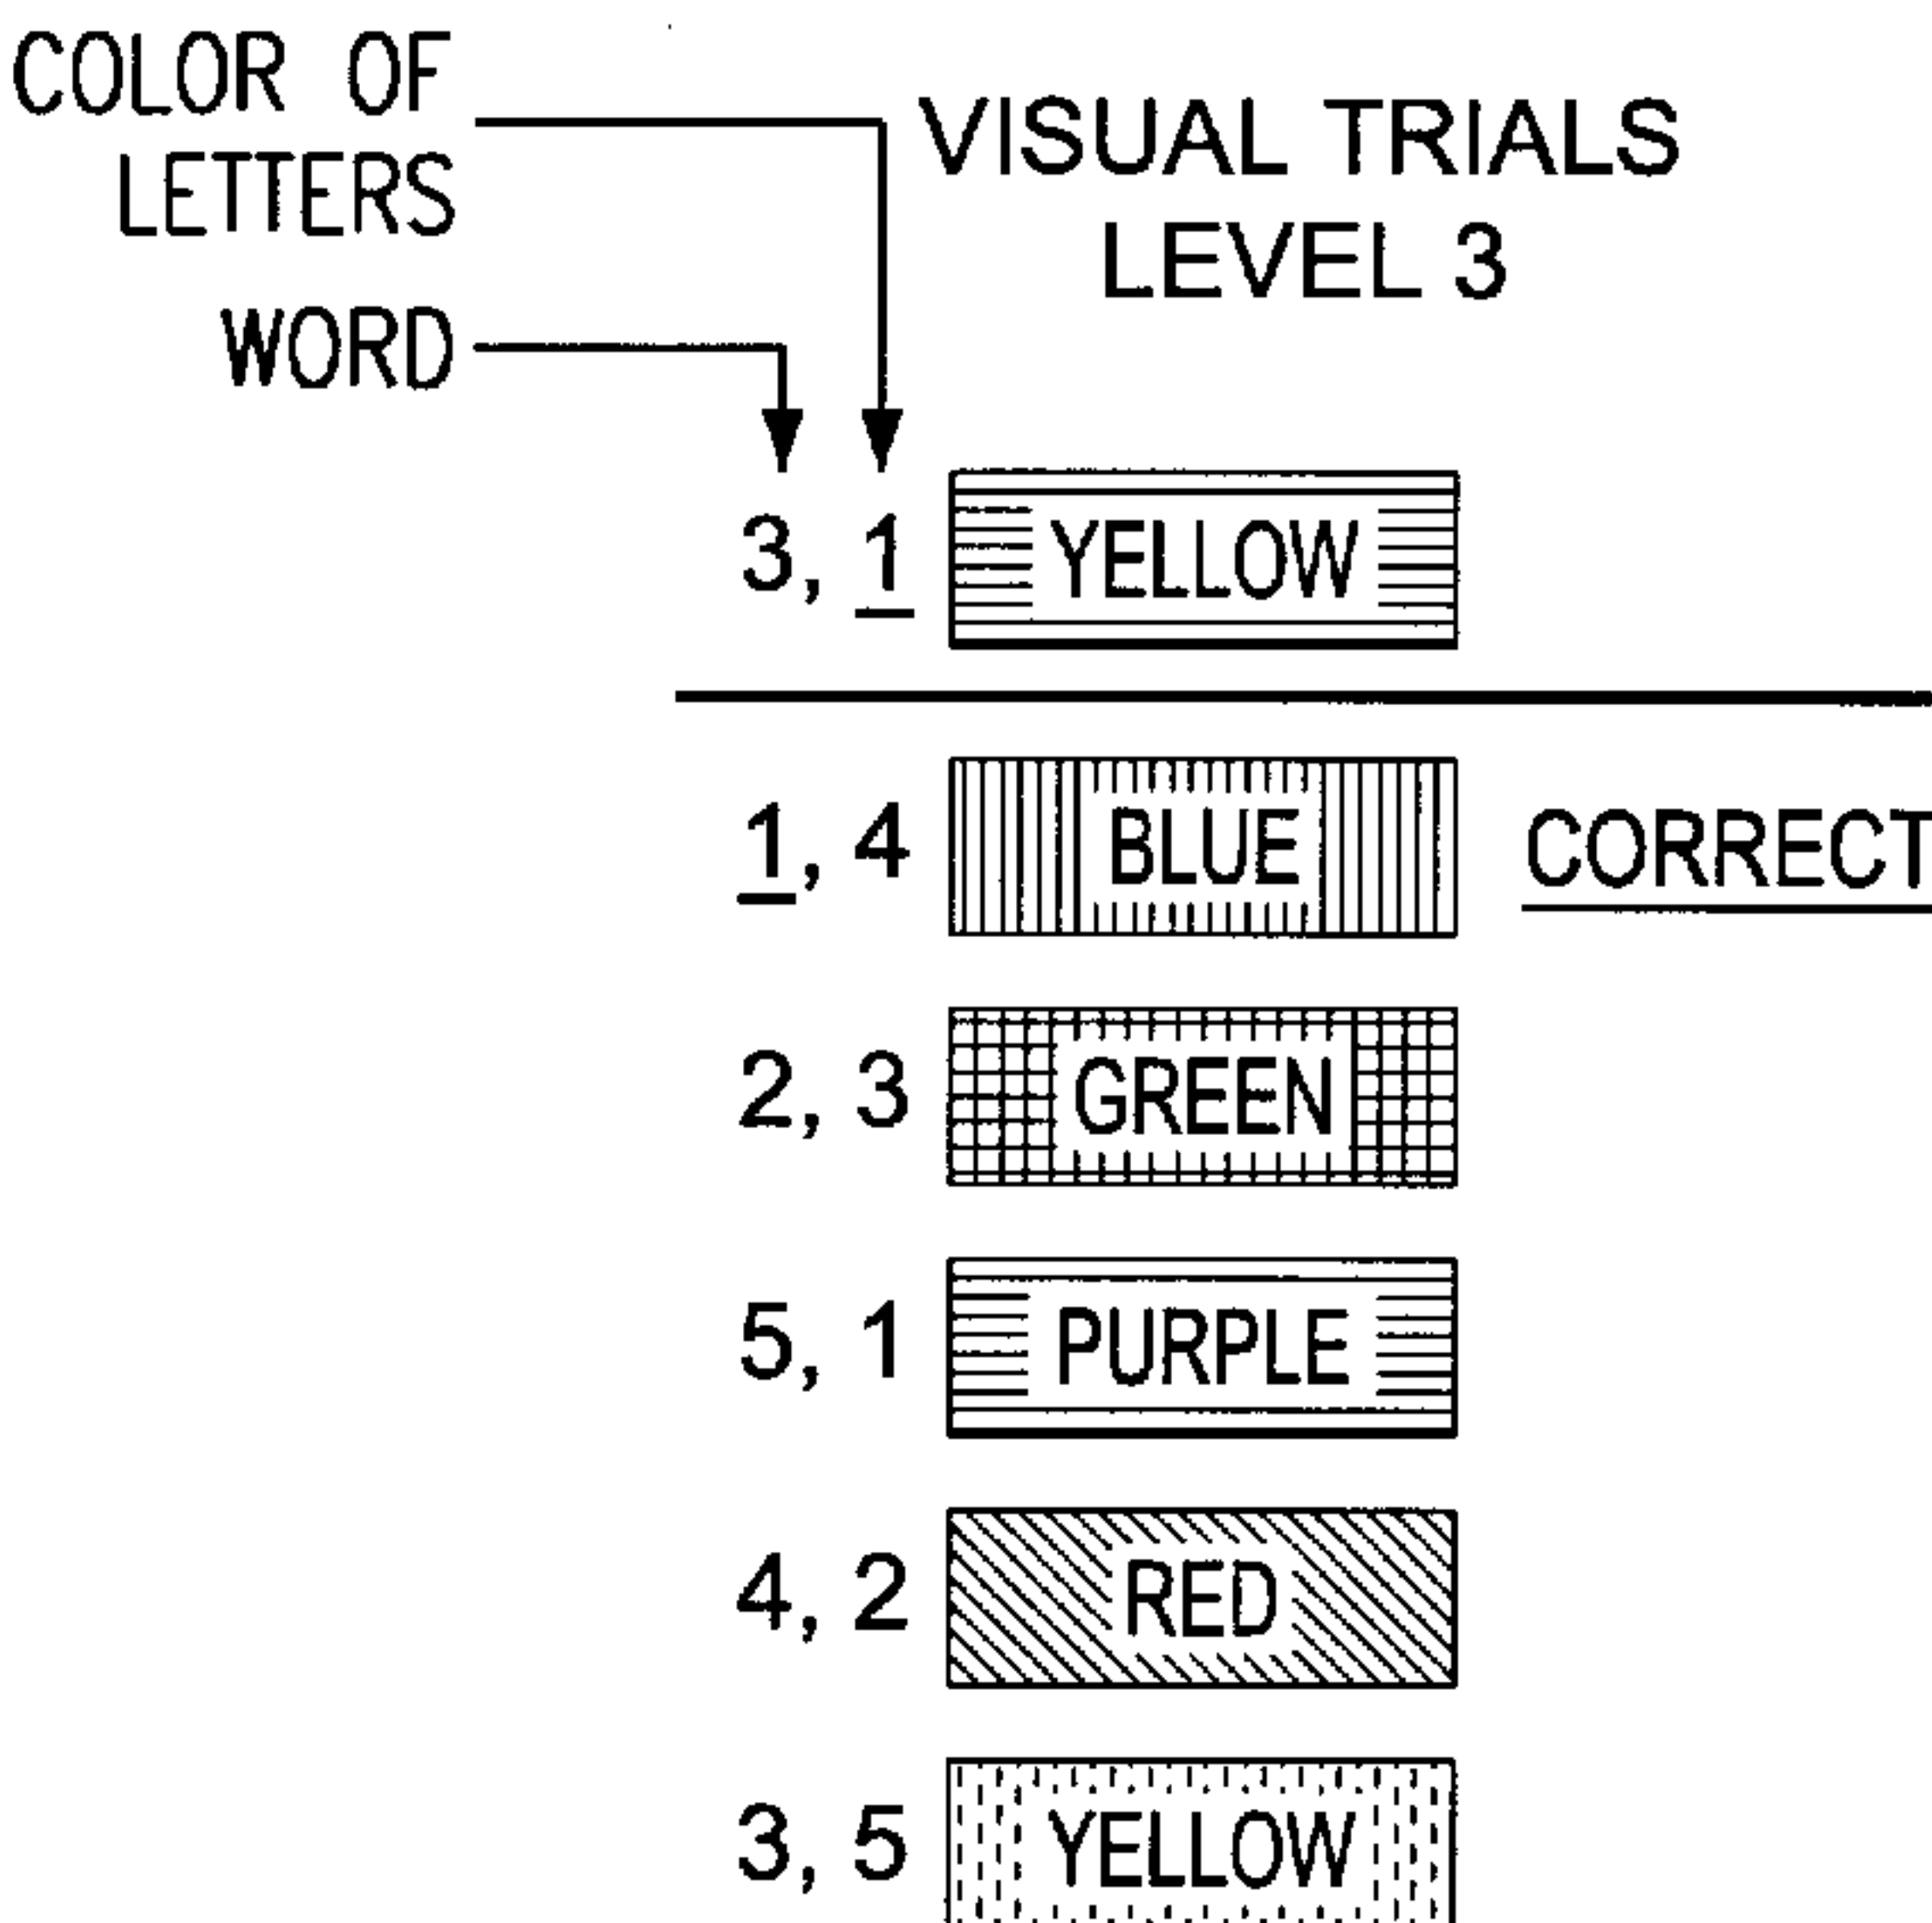 COLOR OF
LETTERS
WORD
VISUAL TRIALS
LEVEL 3
3, 1 YELLOW
1, 4 BLUE CORRECT
2, 3 GREEN
5, 1 PURPLE
4, 2 RED
3, 5 YELLOW